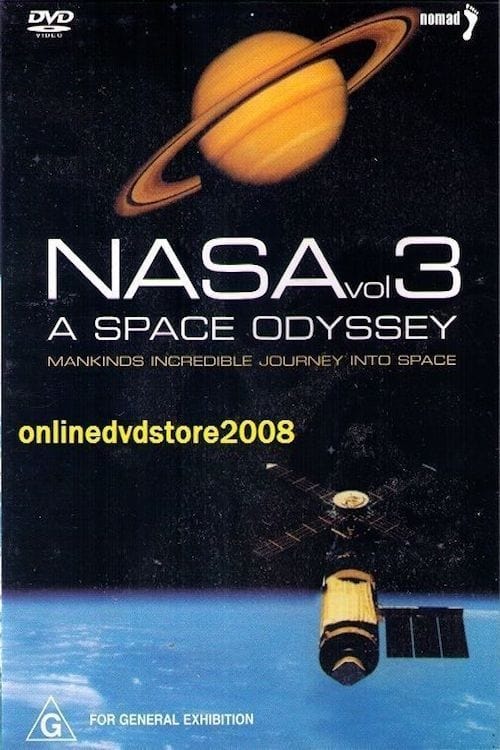 DVD
VIDEO
nomad
NASA vol 3
A SPACE ODYSSEY
MANKINDS INCREDIBLE JOURNEY INTO SPACE
onlinedvdstore2008
G
FOR GENERAL EXHIBITION